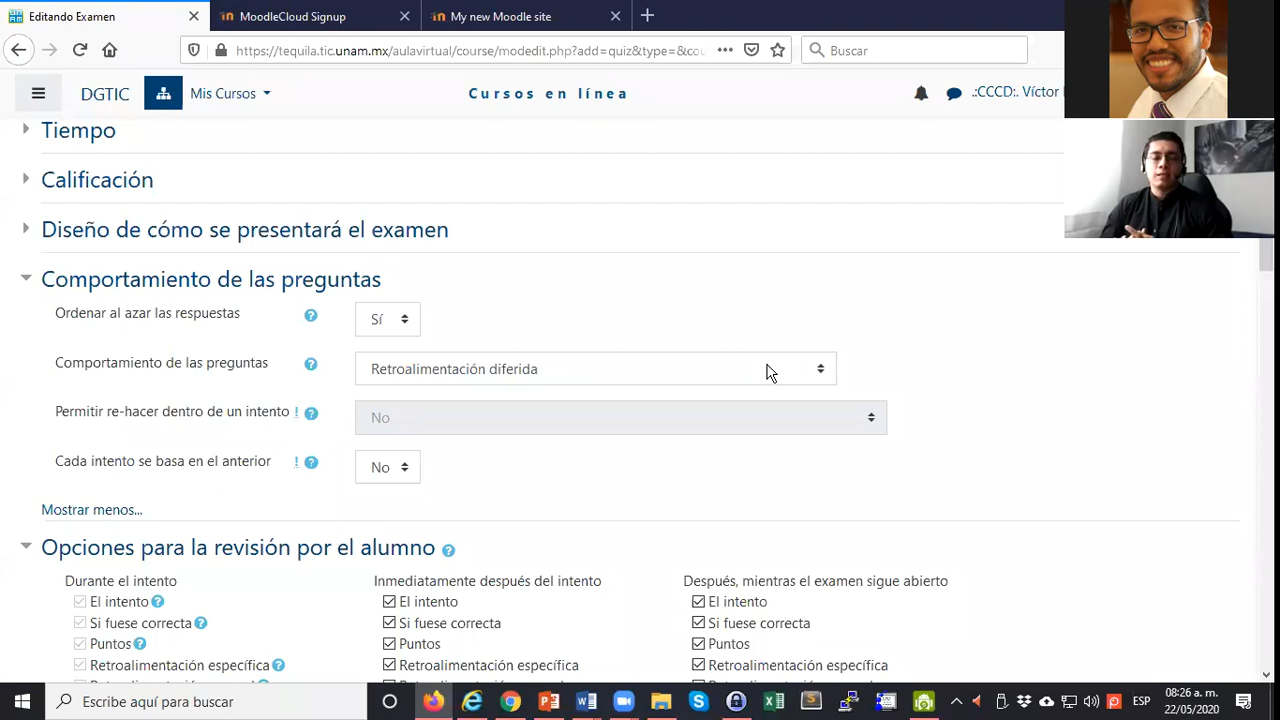 Editando Examen
MoodleCloud Signup
My new Moodle site
https://tequila.tic.unam.mx/aulavirtual/course/modedit.php?add=quiz&type=&cou
Buscar
DGTIC
Mis Cursos
Cursos en línea
.:CCCD:. Víctor
Tiempo
Calificación
Diseño de cómo se presentará el examen
Comportamiento de las preguntas
Ordenar al azar las respuestas
Sí
Comportamiento de las preguntas
Retroalimentación diferida
Permitir re-hacer dentro de un intento
No
Cada intento se basa en el anterior
No
Mostrar menos...
Opciones para la revisión por el alumno
Durante el intento Inmediatamente después del intento Después, mientras el examen sigue abierto
El intento El intento El intento
Si fuese correcta Si fuese correcta Si fuese correcta
Puntos Puntos Puntos
Retroalimentación específica Retroalimentación específica Retroalimentación específica
Escribe aquí para buscar
ESP
08:26 a. m.
22/05/2020